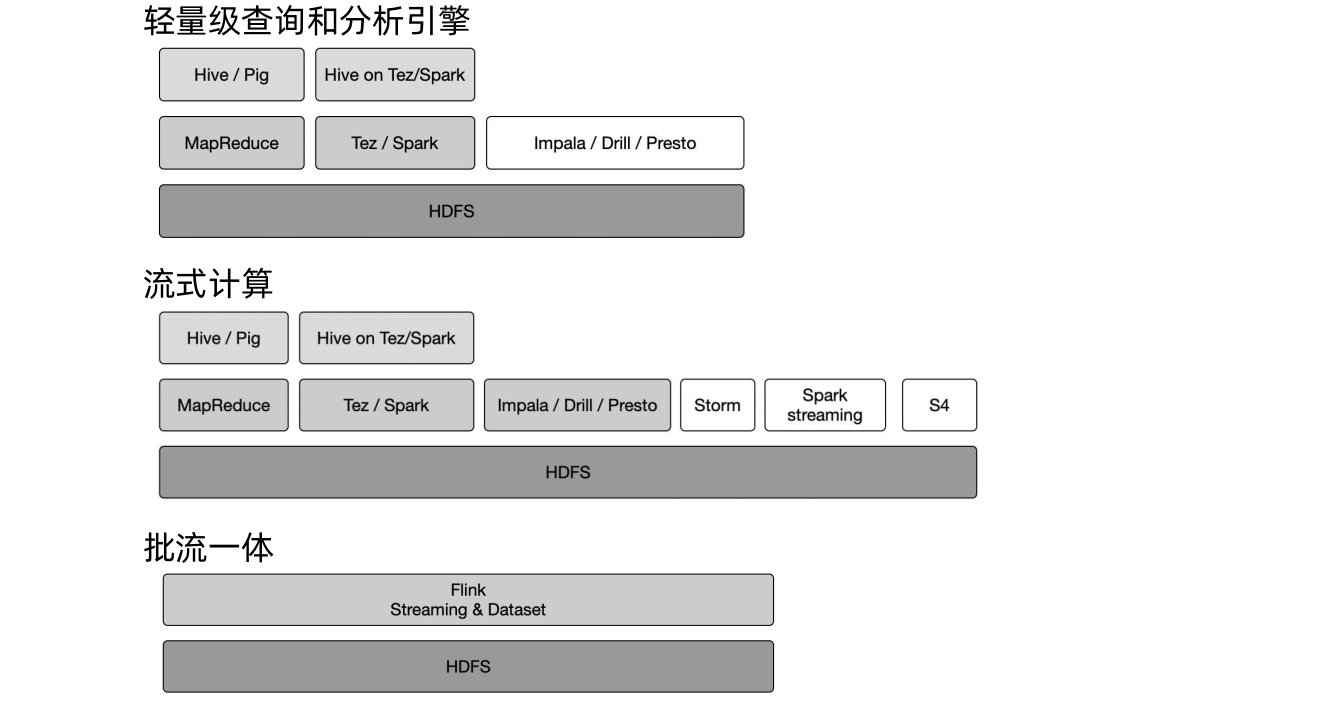 轻量级查询和分析引擎
Hive / Pig
Hive on Tez/Spark
MapReduce
Tez / Spark
Impala / Drill / Presto
HDFS
流式计算
Hive / Pig
Hive on Tez/Spark
MapReduce
Tez / Spark
Impala / Drill / Presto
Storm
Spark
streaming
S4
HDFS
批流一体
Flink
Streaming & Dataset
HDFS